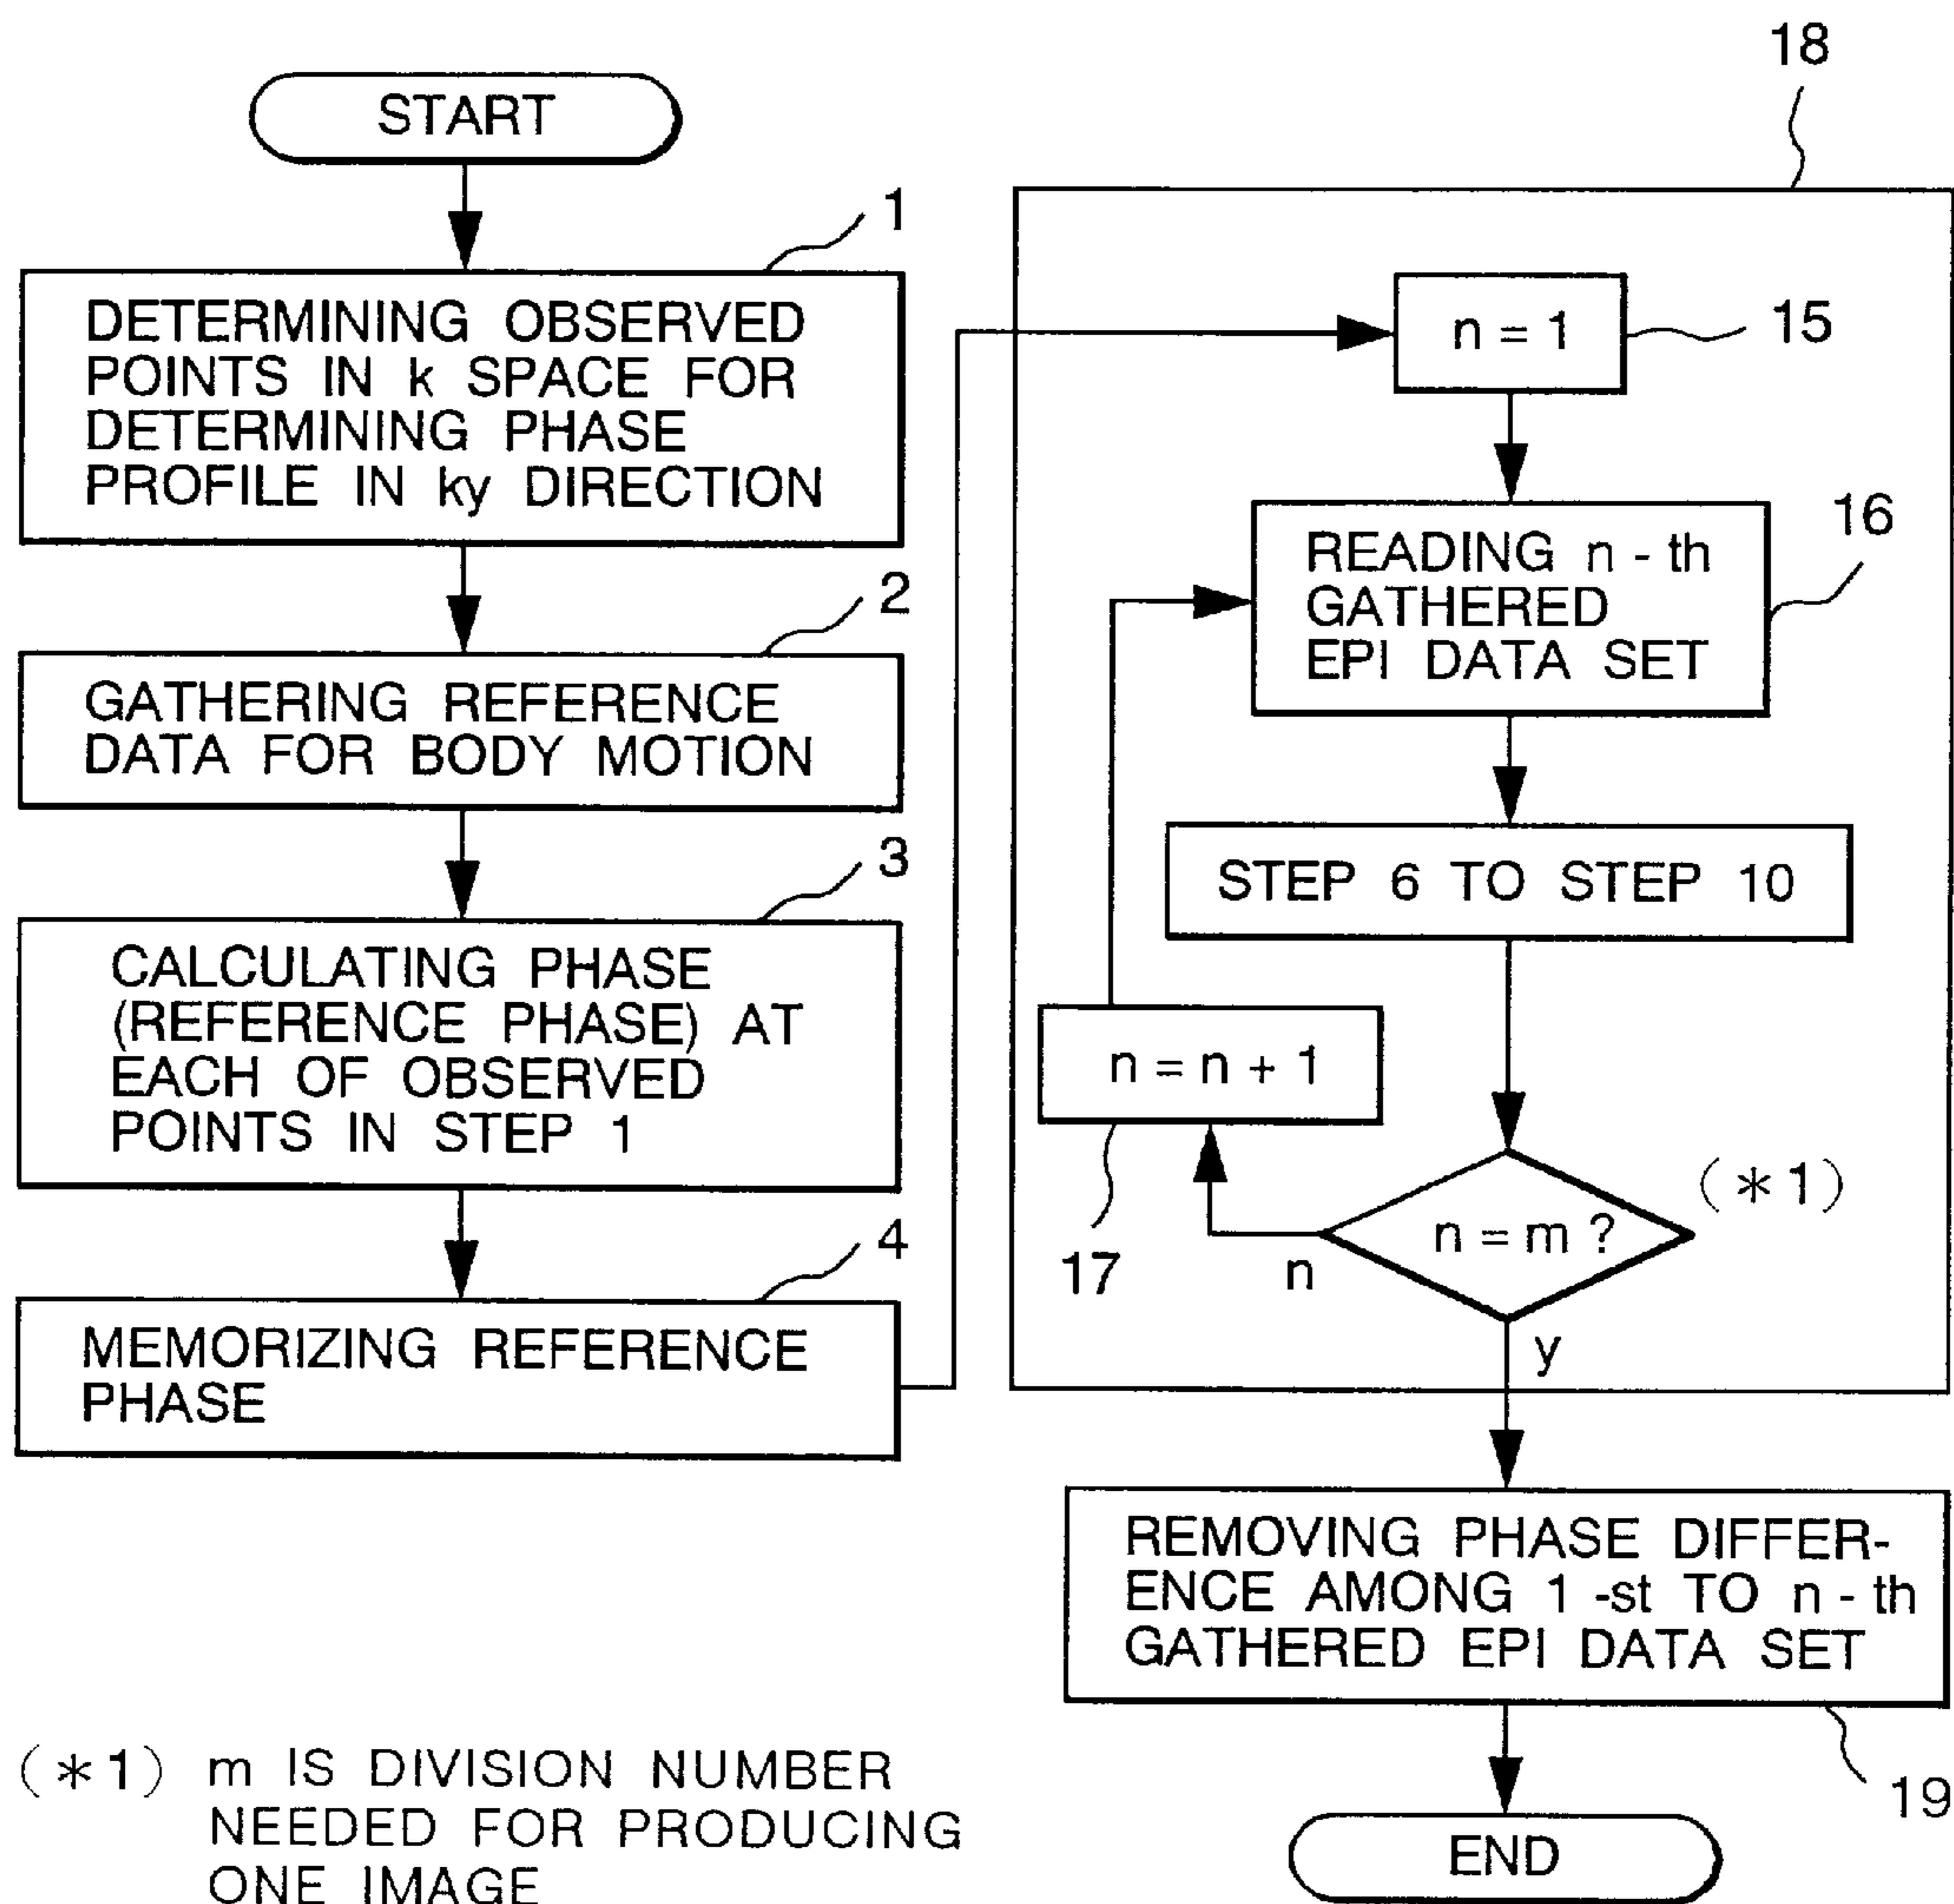 START
1
DETERMINING OBSERVED
POINTS IN k SPACE FOR
DETERMINING PHASE
PROFILE IN ky DIRECTION
2
GATHERING REFERENCE
DATA FOR BODY MOTION
3
CALCULATING PHASE
(REFERENCE PHASE) AT
EACH OF OBSERVED
POINTS IN STEP 1
4
MEMORIZING REFERENCE
PHASE
18
n = 1
15
16
READING n - th
GATHERED
EPI DATA SET
STEP 6 TO STEP 10
n = n + 1
17
n = m ?
(*1)
n
y
REMOVING PHASE DIFFER-
ENCE AMONG 1 -st TO n - th
GATHERED EPI DATA SET
19
END
(*1) m IS DIVISION NUMBER
NEEDED FOR PRODUCING
ONE IMAGE